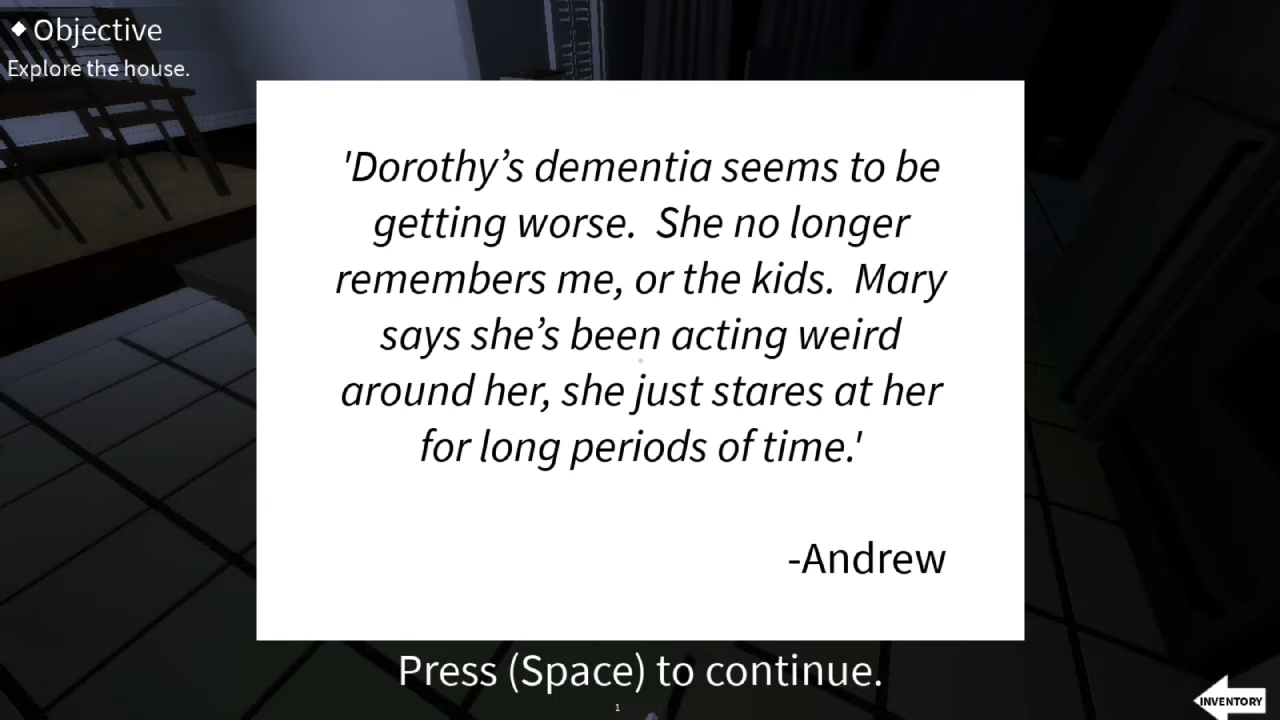 ◆ Objective
Explore the house.
'Dorothy’s dementia seems to be
getting worse.  She no longer
remembers me, or the kids.  Mary
says she’s been acting weird
around her, she just stares at her
for long periods of time.'
-Andrew
Press (Space) to continue.
1
INVENTORY